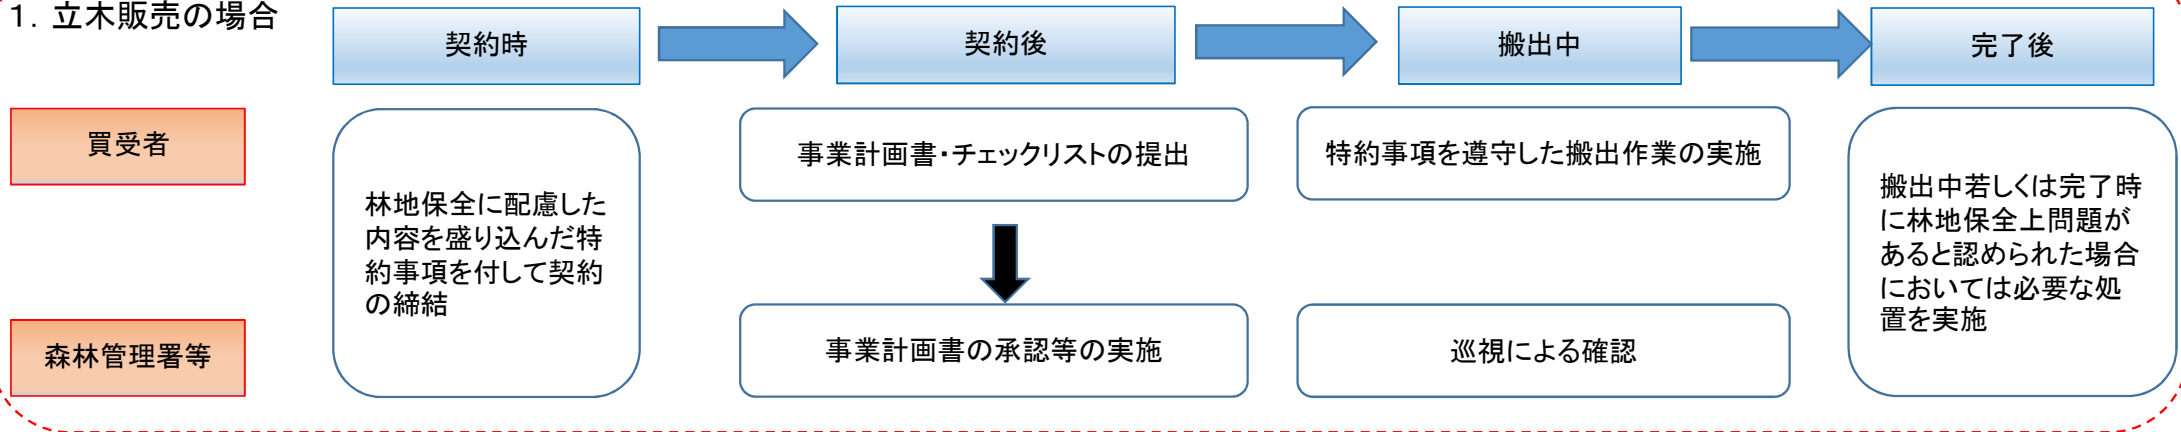 １．立木販売の場合
契約時
契約後
搬出中
完了後
買受者
林地保全に配慮した
内容を盛り込んだ特
約事項を付して契約
の締結
事業計画書・チェックリストの提出
特約事項を遵守した搬出作業の実施
搬出中若しくは完了時
に林地保全上問題が
あると認められた場合
においては必要な処
置を実施
森林管理署等
事業計画書の承認等の実施
巡視による確認